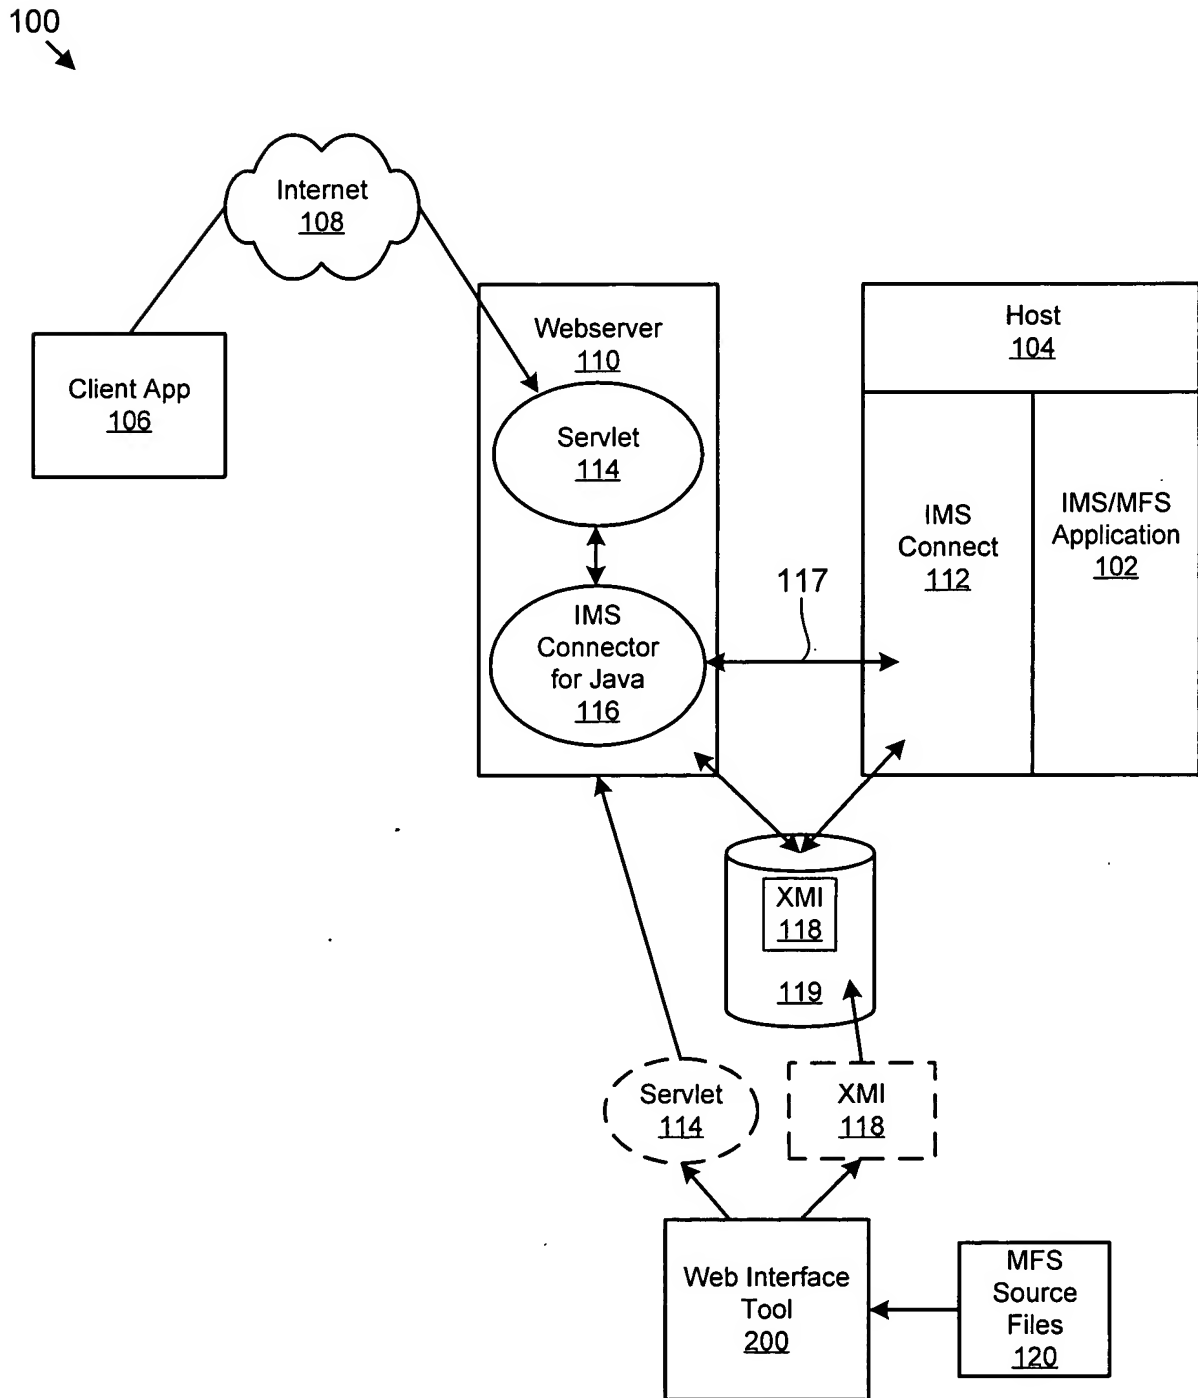 100
Internet
108
Client App
106
Webserver
110
Servlet
114
IMS
Connector
for Java
116
117
Host
104
IMS
Connect
112
IMS/MFS
Application
102
XMI
118
119
Servlet
114
XMI
118
Web Interface
Tool
200
MFS
Source
Files
120